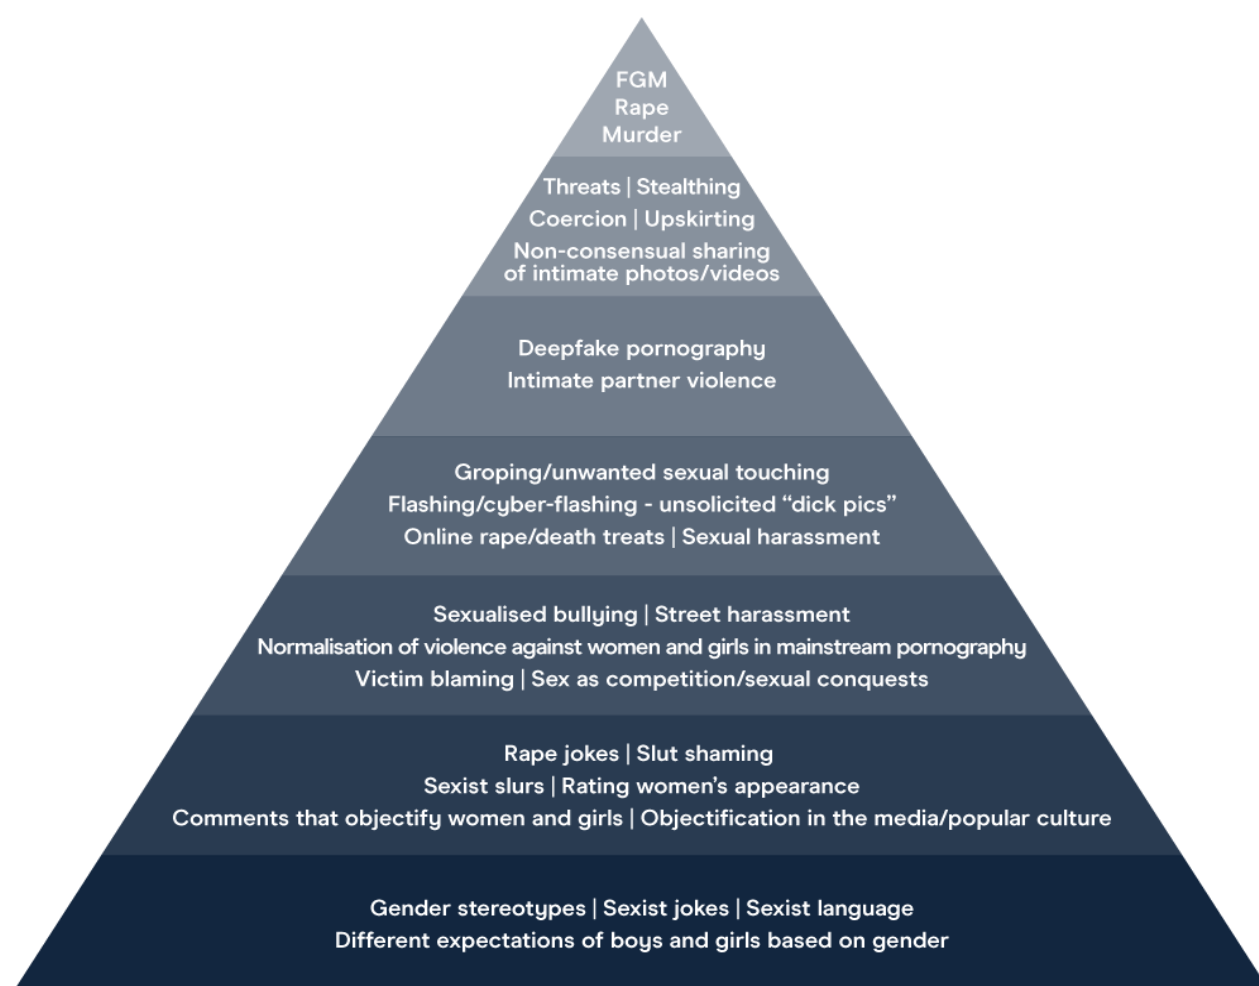 FGM
Rape
Murder
Threats | Stealthing
Coercion | Upskirting
Non-consensual sharing
of intimate photos/videos
Deepfake pornography
Intimate partner violence
Groping/unwanted sexual touching
Flashing/cyber-flashing - unsolicited “dick pics”
Online rape/death treats | Sexual harassment
Sexualised bullying | Street harassment
Normalisation of violence against women and girls in mainstream pornography
Victim blaming | Sex as competition/sexual conquests
Rape jokes | Slut shaming
Sexist slurs | Rating women’s appearance
Comments that objectify women and girls | Objectification in the media/popular culture
Gender stereotypes | Sexist jokes | Sexist language
Different expectations of boys and girls based on gender